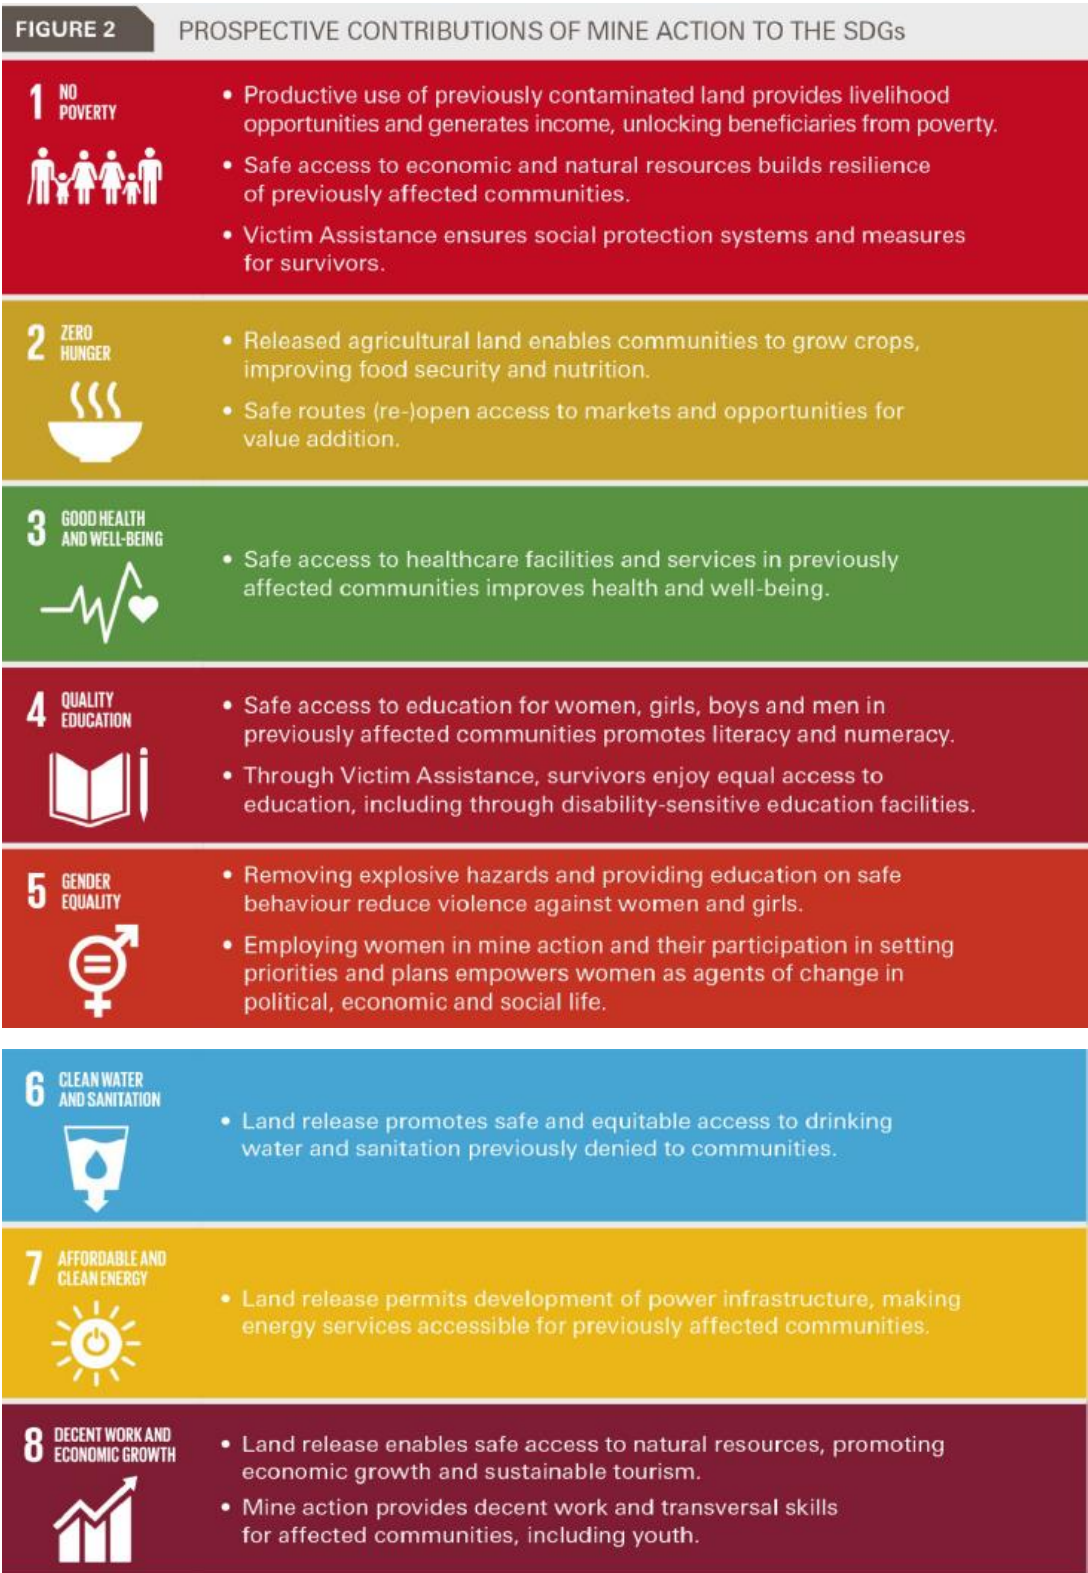 FIGURE 2
PROSPECTIVE CONTRIBUTIONS OF MINE ACTION TO THE SDGs
1 NO
POVERTY
• Productive use of previously contaminated land provides livelihood
opportunities and generates income, unlocking beneficiaries from poverty.
• Safe access to economic and natural resources builds resilience
of previously affected communities.
• Victim Assistance ensures social protection systems and measures
for survivors.
2 ZERO
HUNGER
• Released agricultural land enables communities to grow crops,
improving food security and nutrition.
• Safe routes (re-)open access to markets and opportunities for
value addition.
3 GOOD HEALTH
AND WELL-BEING
• Safe access to healthcare facilities and services in previously
affected communities improves health and well-being.
4 QUALITY
EDUCATION
• Safe access to education for women, girls, boys and men in
previously affected communities promotes literacy and numeracy.
• Through Victim Assistance, survivors enjoy equal access to
education, including through disability-sensitive education facilities.
5 GENDER
EQUALITY
• Removing explosive hazards and providing education on safe
behaviour reduce violence against women and girls.
• Employing women in mine action and their participation in setting
priorities and plans empowers women as agents of change in
political, economic and social life.
6 CLEAN WATER
AND SANITATION
• Land release promotes safe and equitable access to drinking
water and sanitation previously denied to communities.
7 AFFORDABLE AND
CLEAN ENERGY
• Land release permits development of power infrastructure, making
energy services accessible for previously affected communities.
8 DECENT WORK AND
ECONOMIC GROWTH
• Land release enables safe access to natural resources, promoting
economic growth and sustainable tourism.
• Mine action provides decent work and transversal skills
for affected communities, including youth.